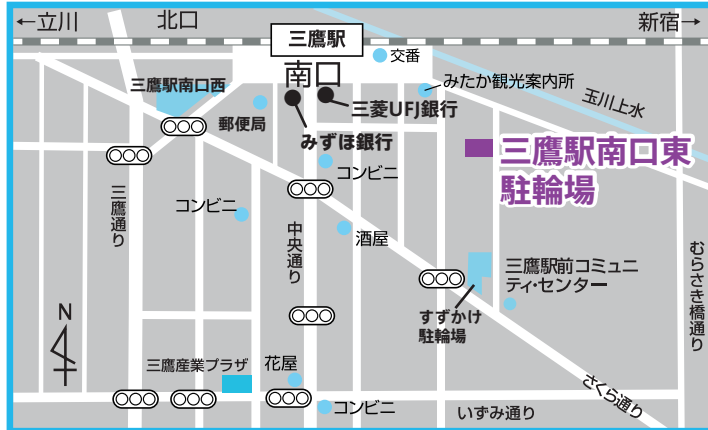 ←立川
北口
三鷹駅
新宿→
南口
交番
三鷹駅南口西
みたか観光案内所
玉川上水
郵便局
三菱UFJ銀行
みずほ銀行
三鷹駅南口東
駐輪場
コンビニ
コンビニ
三鷹通り
中央通り
酒屋
むらさき橋通り
三鷹駅前コミュニ
ティ・センター
すずかけ
駐輪場
N
三鷹産業プラザ
花屋
さくら通り
コンビニ
いずみ通り